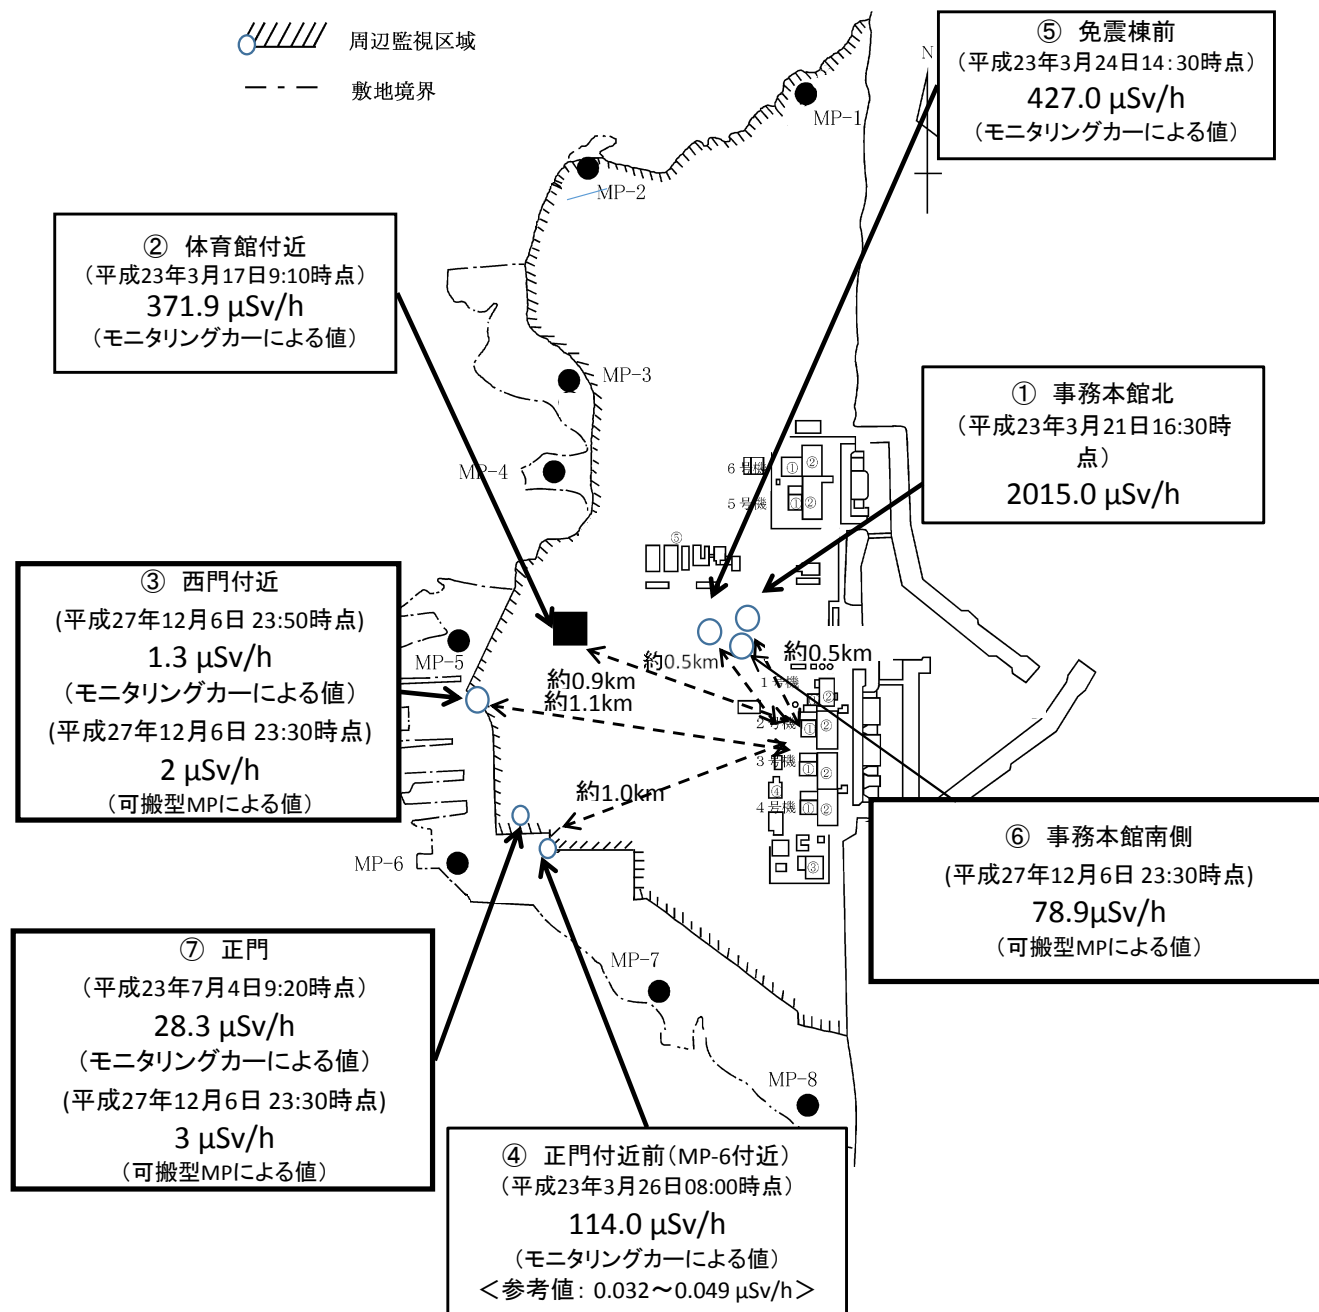 周辺監視区域
敷地境界
⑤ 免震棟前
(平成23年3月24日14:30時点)
427.0 μSv/h
(モニタリングカーによる値)
N
MP-1
MP-2
② 体育館付近
(平成23年3月17日9:10時点)
371.9 μSv/h
(モニタリングカーによる値)
MP-3
① 事務本館北
(平成23年3月21日16:30時
点)
2015.0 μSv/h
MP-4
6号機
① ②
5号機
① ②
⑤
③ 西門付近
(平成27年12月6日 23:50時点)
1.3 μSv/h
(モニタリングカーによる値)
(平成27年12月6日 23:30時点)
2 μSv/h
(可搬型MPによる値)
MP-5
約0.5km
約0.5km
約0.9km
約1.1km
1号機
②
2号機
① ②
3号機
① ②
④
4号機
① ②
③
約1.0km
MP-6
⑥ 事務本館南側
(平成27年12月6日 23:30時点)
78.9μSv/h
(可搬型MPによる値)
⑦ 正門
(平成23年7月4日9:20時点)
28.3 μSv/h
(モニタリングカーによる値)
(平成27年12月6日 23:30時点)
3 μSv/h
(可搬型MPによる値)
MP-7
MP-8
④ 正門付近前(MP-6付近)
(平成23年3月26日08:00時点)
114.0 μSv/h
(モニタリングカーによる値)
<参考値: 0.032～0.049 μSv/h>